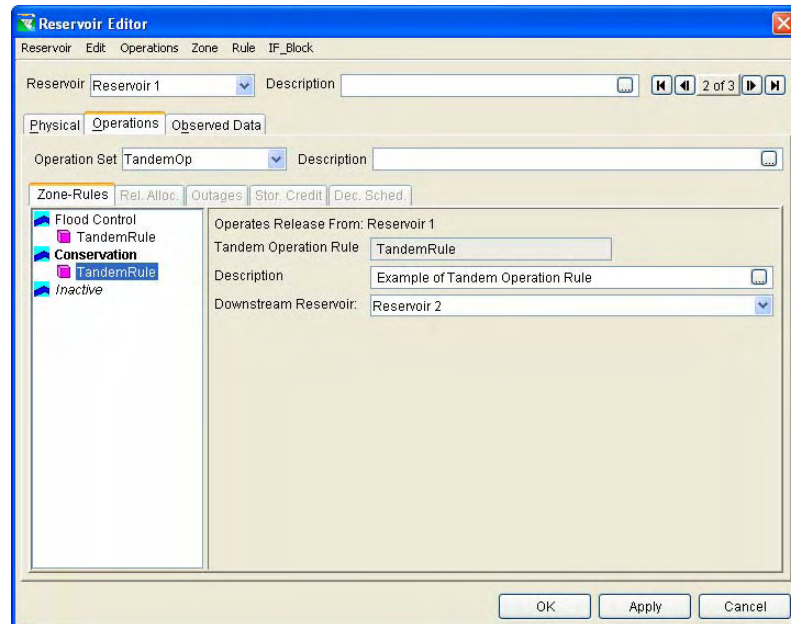 Reservoir Editor
Reservoir Edit Operations Zone Rule IF_Block
Reservoir Reservoir 1 Description ... 2 of 3
Physical Operations Observed Data
Operation Set TandemOp Description ...
Zone-Rules Rel. Alloc. Outages Stor. Credit Dec. Sched.
Flood Control
TandemRule
Conservation
TandemRule
Inactive
Operates Release From: Reservoir 1
Tandem Operation Rule TandemRule
Description Example of Tandem Operation Rule ...
Downstream Reservoir: Reservoir 2
OK Apply Cancel